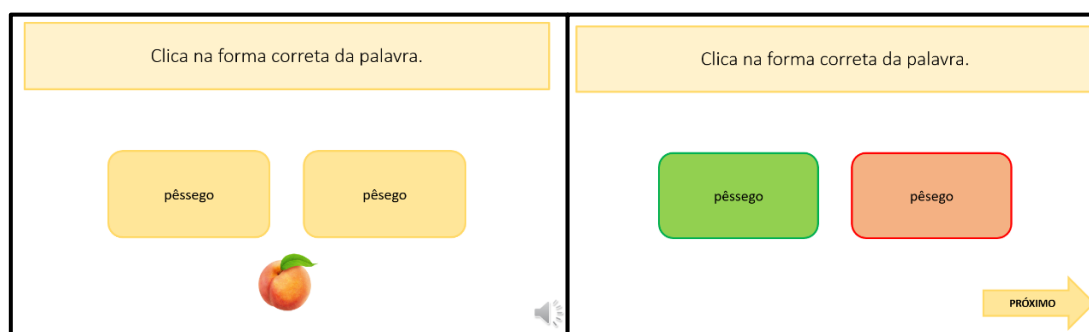 Clica na forma correta da palavra.
pêssego
pêsego
Clica na forma correta da palavra.
pêssego
pêsego
PRÓXIMO